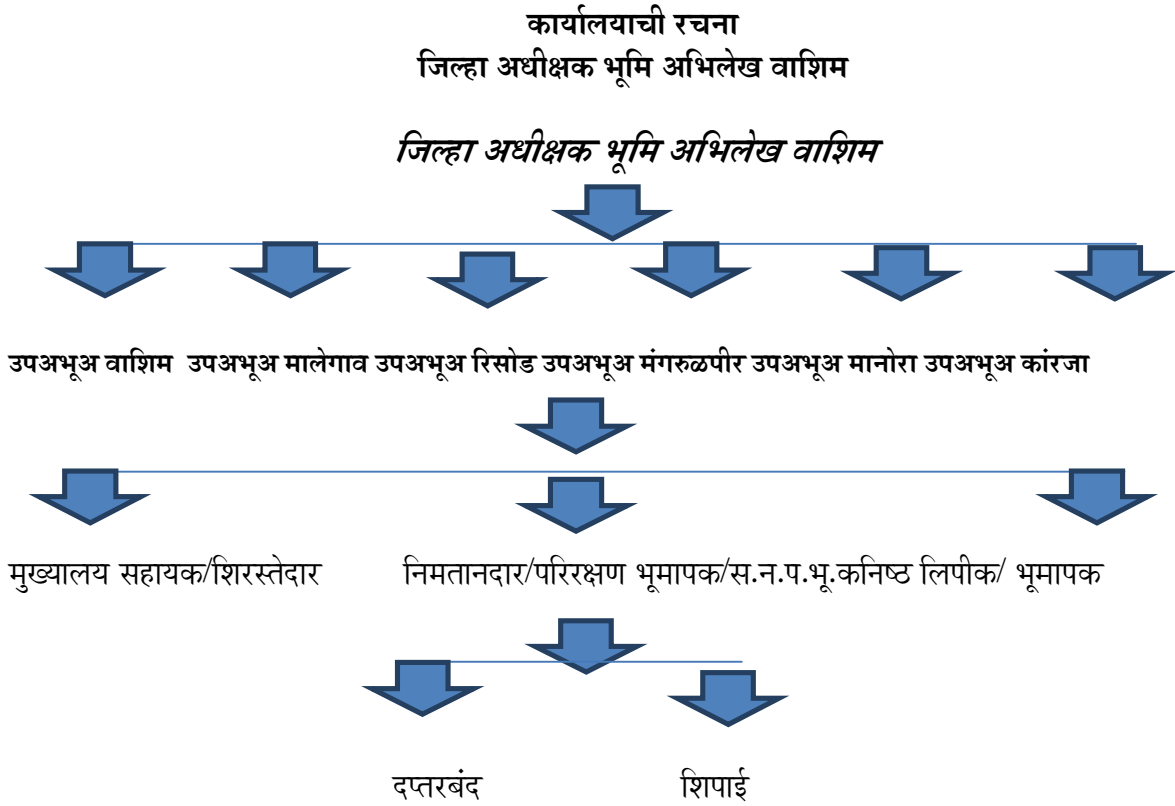 कार्यालयाची रचना
जिल्हा अधीक्षक भूमि अभिलेख वाशिम
जिल्हा अधीक्षक भूमि अभिलेख वाशिम
उपअभूअ वाशिम उपअभूअ मालेगाव उपअभूअ रिसोड उपअभूअ मंगरुळपीर उपअभूअ मानोरा उपअभूअ कांरजा
मुख्यालय सहायक/शिरस्तेदार निमतानदार/परिरक्षण भूमापक/स.न.प.भू.कनिष्ठ लिपीक/ भूमापक
दप्तरबंद शिपाई